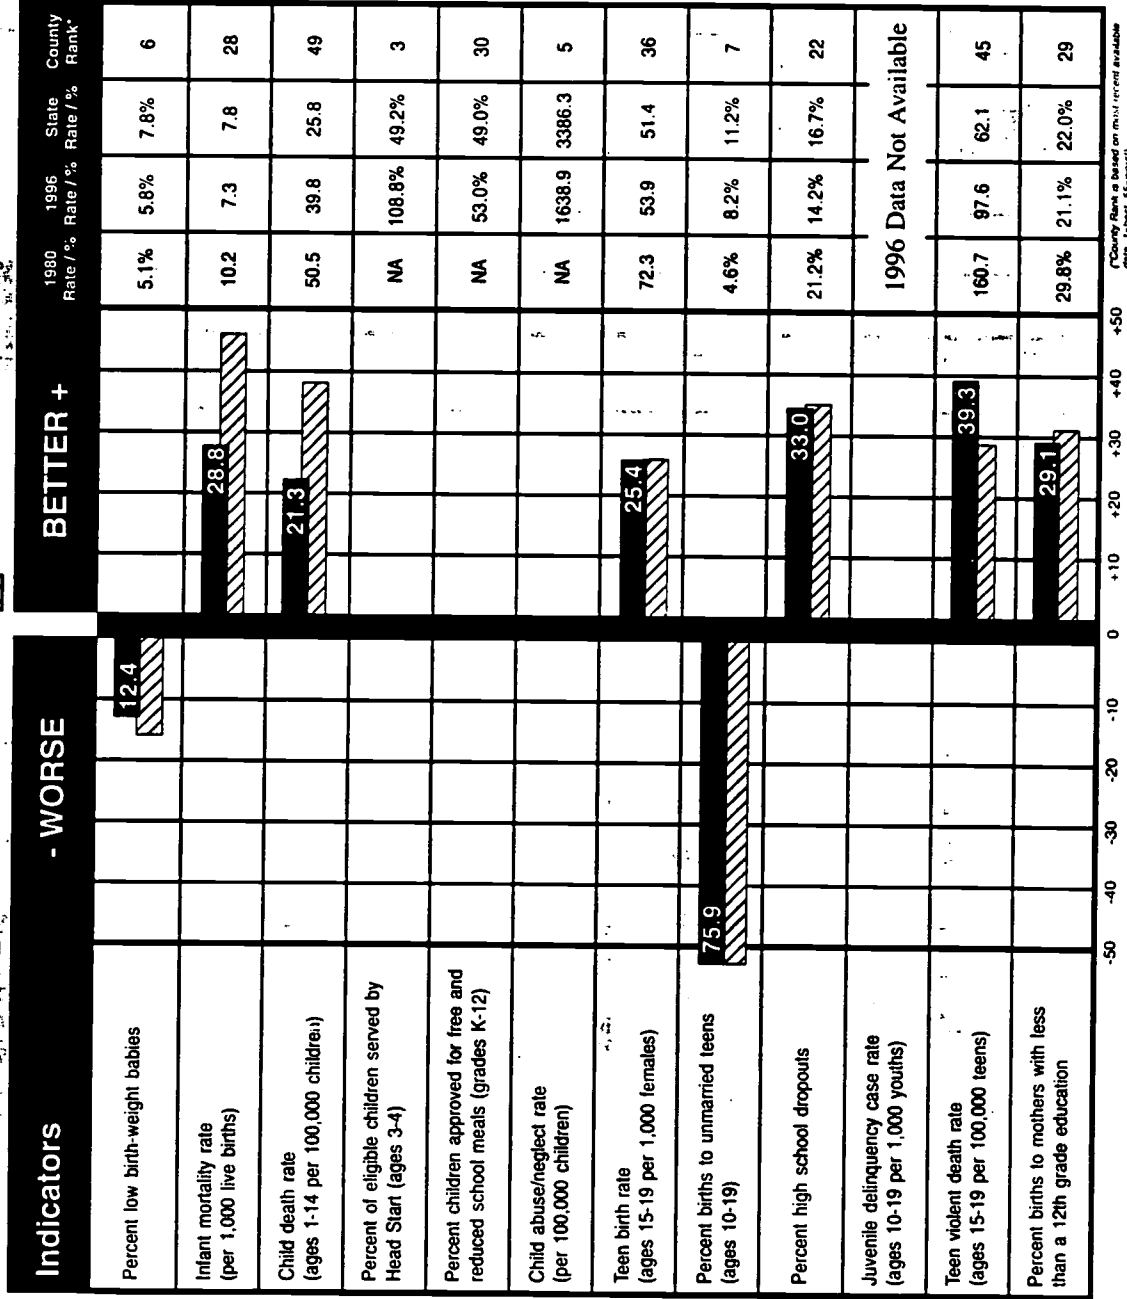 Indicators
- WORSE
BETTER +
1980
Rate / %
1996
Rate / %
State
Rate / %
County
Rank*
Percent low birth-weight babies
12.4
5.1%
5.8%
7.8%
6
Infant mortality rate
(per 1,000 live births)
28.8
10.2
7.3
7.8
28
Child death rate
(ages 1-14 per 100,000 children)
21.3
50.5
39.8
25.8
49
Percent of eligible children served by
Head Start (ages 3-4)
NA
108.8%
49.2%
3
Percent children approved for free and
reduced school meals (grades K-12)
NA
53.0%
49.0%
30
Child abuse/neglect rate
(per 100,000 children)
NA
1638.9
3386.3
5
Teen birth rate
(ages 15-19 per 1,000 females)
25.4
72.3
53.9
51.4
36
Percent births to unmarried teens
(ages 10-19)
75.9
4.6%
8.2%
11.2%
7
Percent high school dropouts
33.0
21.2%
14.2%
16.7%
22
Juvenile delinquency case rate
(ages 10-19 per 1,000 youths)
1996 Data Not Available
Teen violent death rate
(ages 15-19 per 100,000 teens)
39.3
160.7
97.6
62.1
45
Percent births to mothers with less
than a 12th grade education
29.1
29.8%
21.1%
22.0%
29
-50
-40
-30
-20
-10
0
+10
+20
+30
+40
+50
(*County Rank is based on most recent available